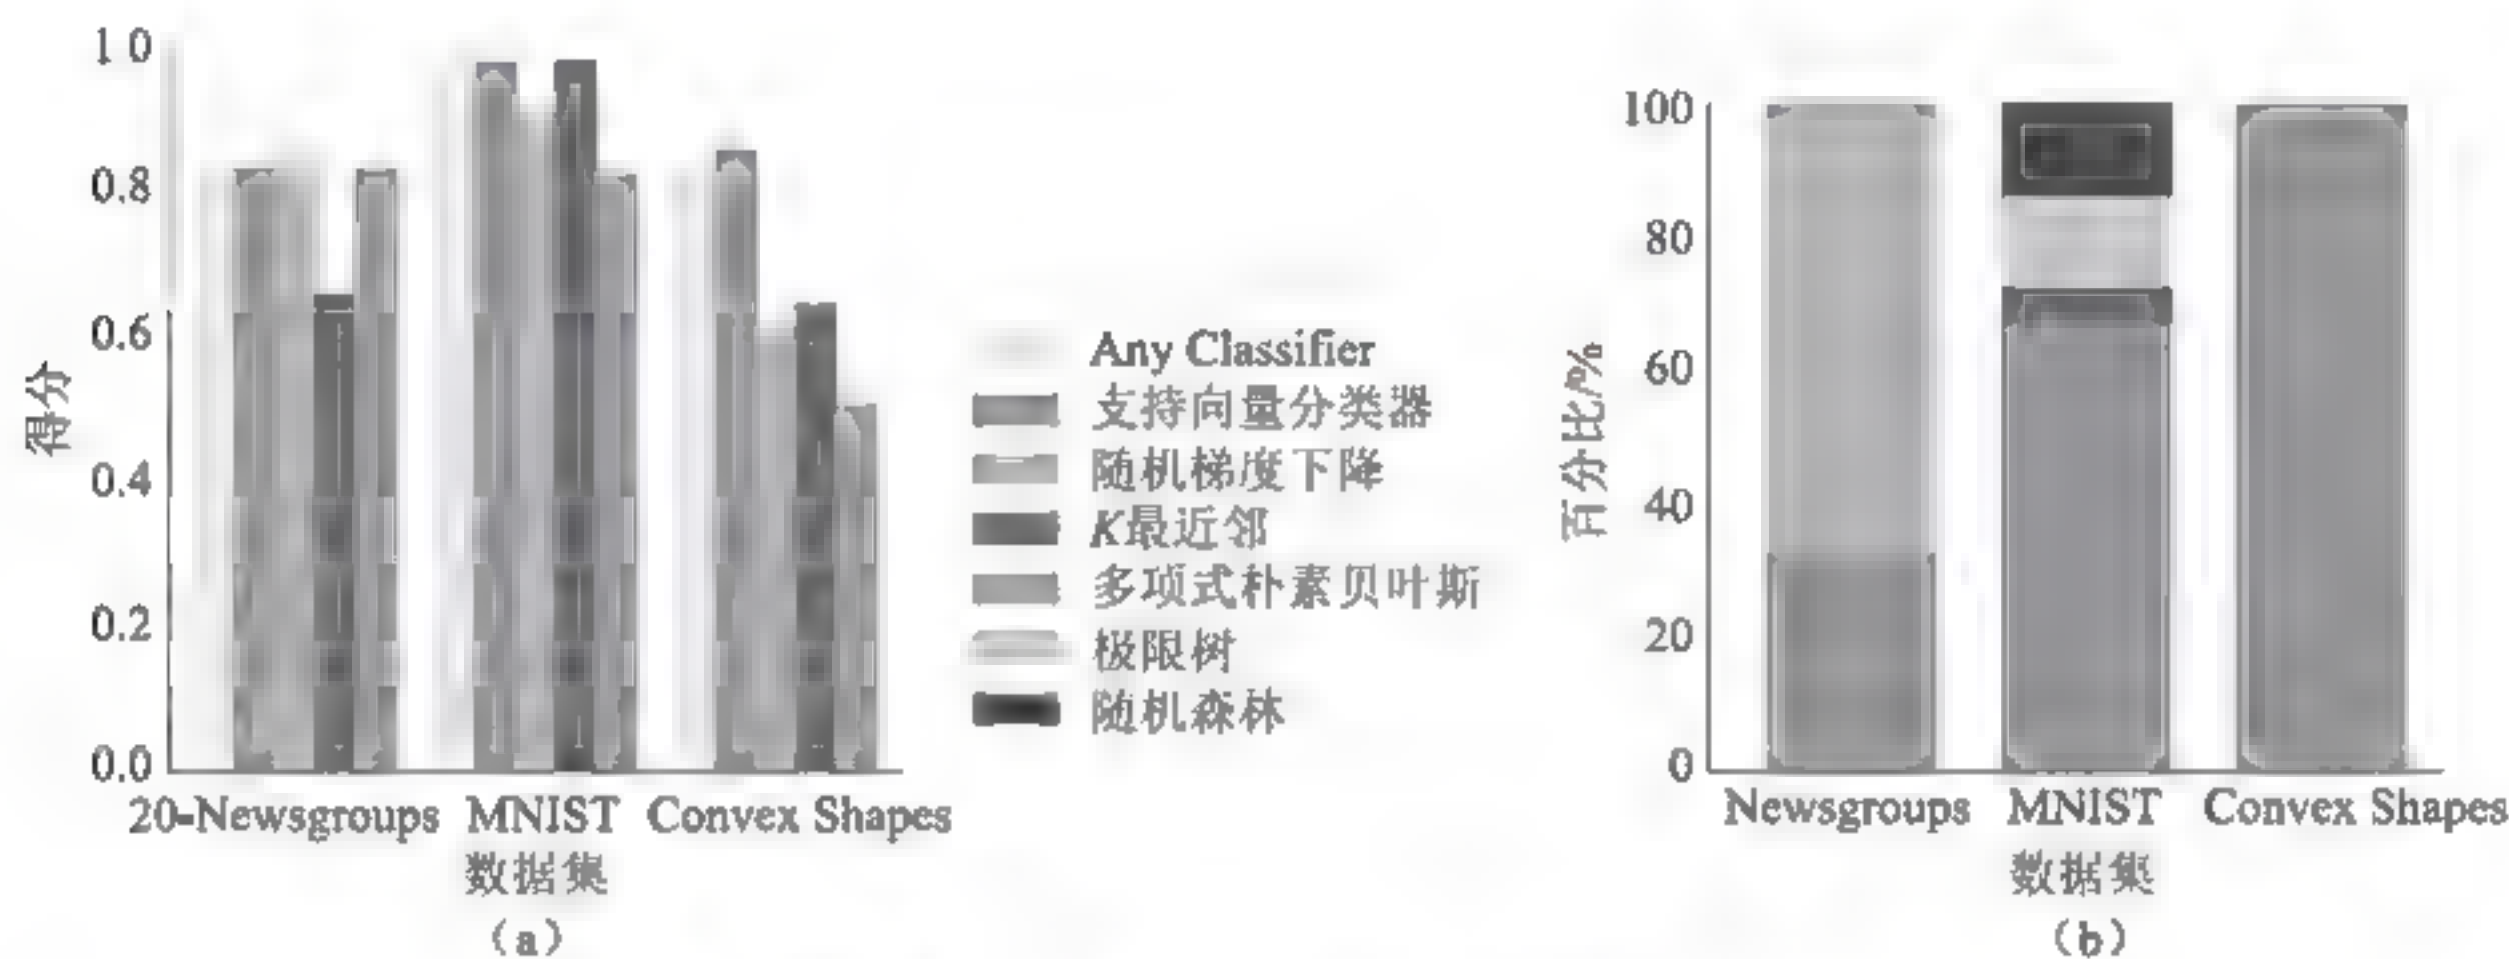 1 0
0.8
0.6
0.4
0.2
0.0
得分
20-Newsgroups MNIST Convex Shapes
数据集
(a)
Any Classifier
支持向量分类器
随机梯度下降
K最近邻
多项式朴素贝叶斯
极限树
随机森林
100
80
60
40
20
0
百分比/%
Newsgroups MNIST Convex Shapes
数据集
(b)